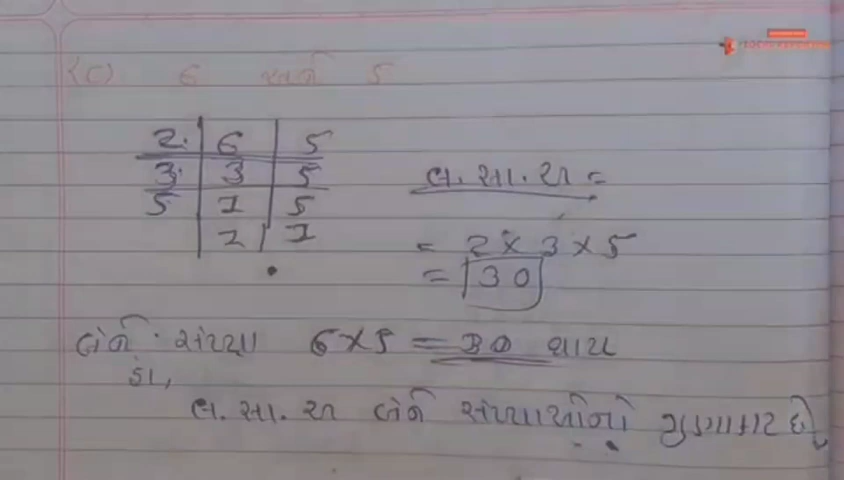 (c) 6 અને 5
2. | 6 | 5
3. | 3 | 5
5 | 1 | 5
1 | 1
લ.સા.અ =
= 2 × 3 × 5
= 30
બંને સંખ્યા 6×5 = 30 થાય
હા,
લ.સા.અ બંને સંખ્યાઓનો ગુણાકાર છે